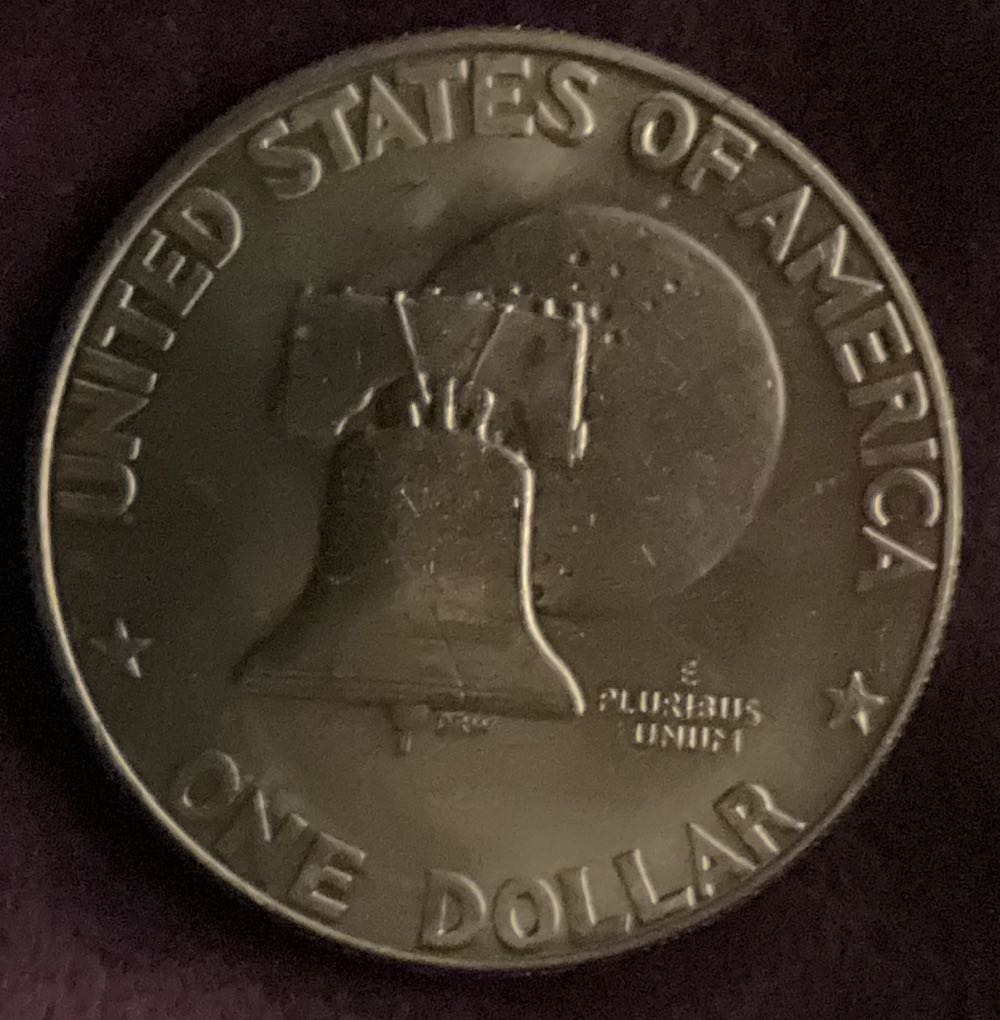 UNITED STATES OF AMERICA
E
PLURIBUS
UNUM
ONE DOLLAR